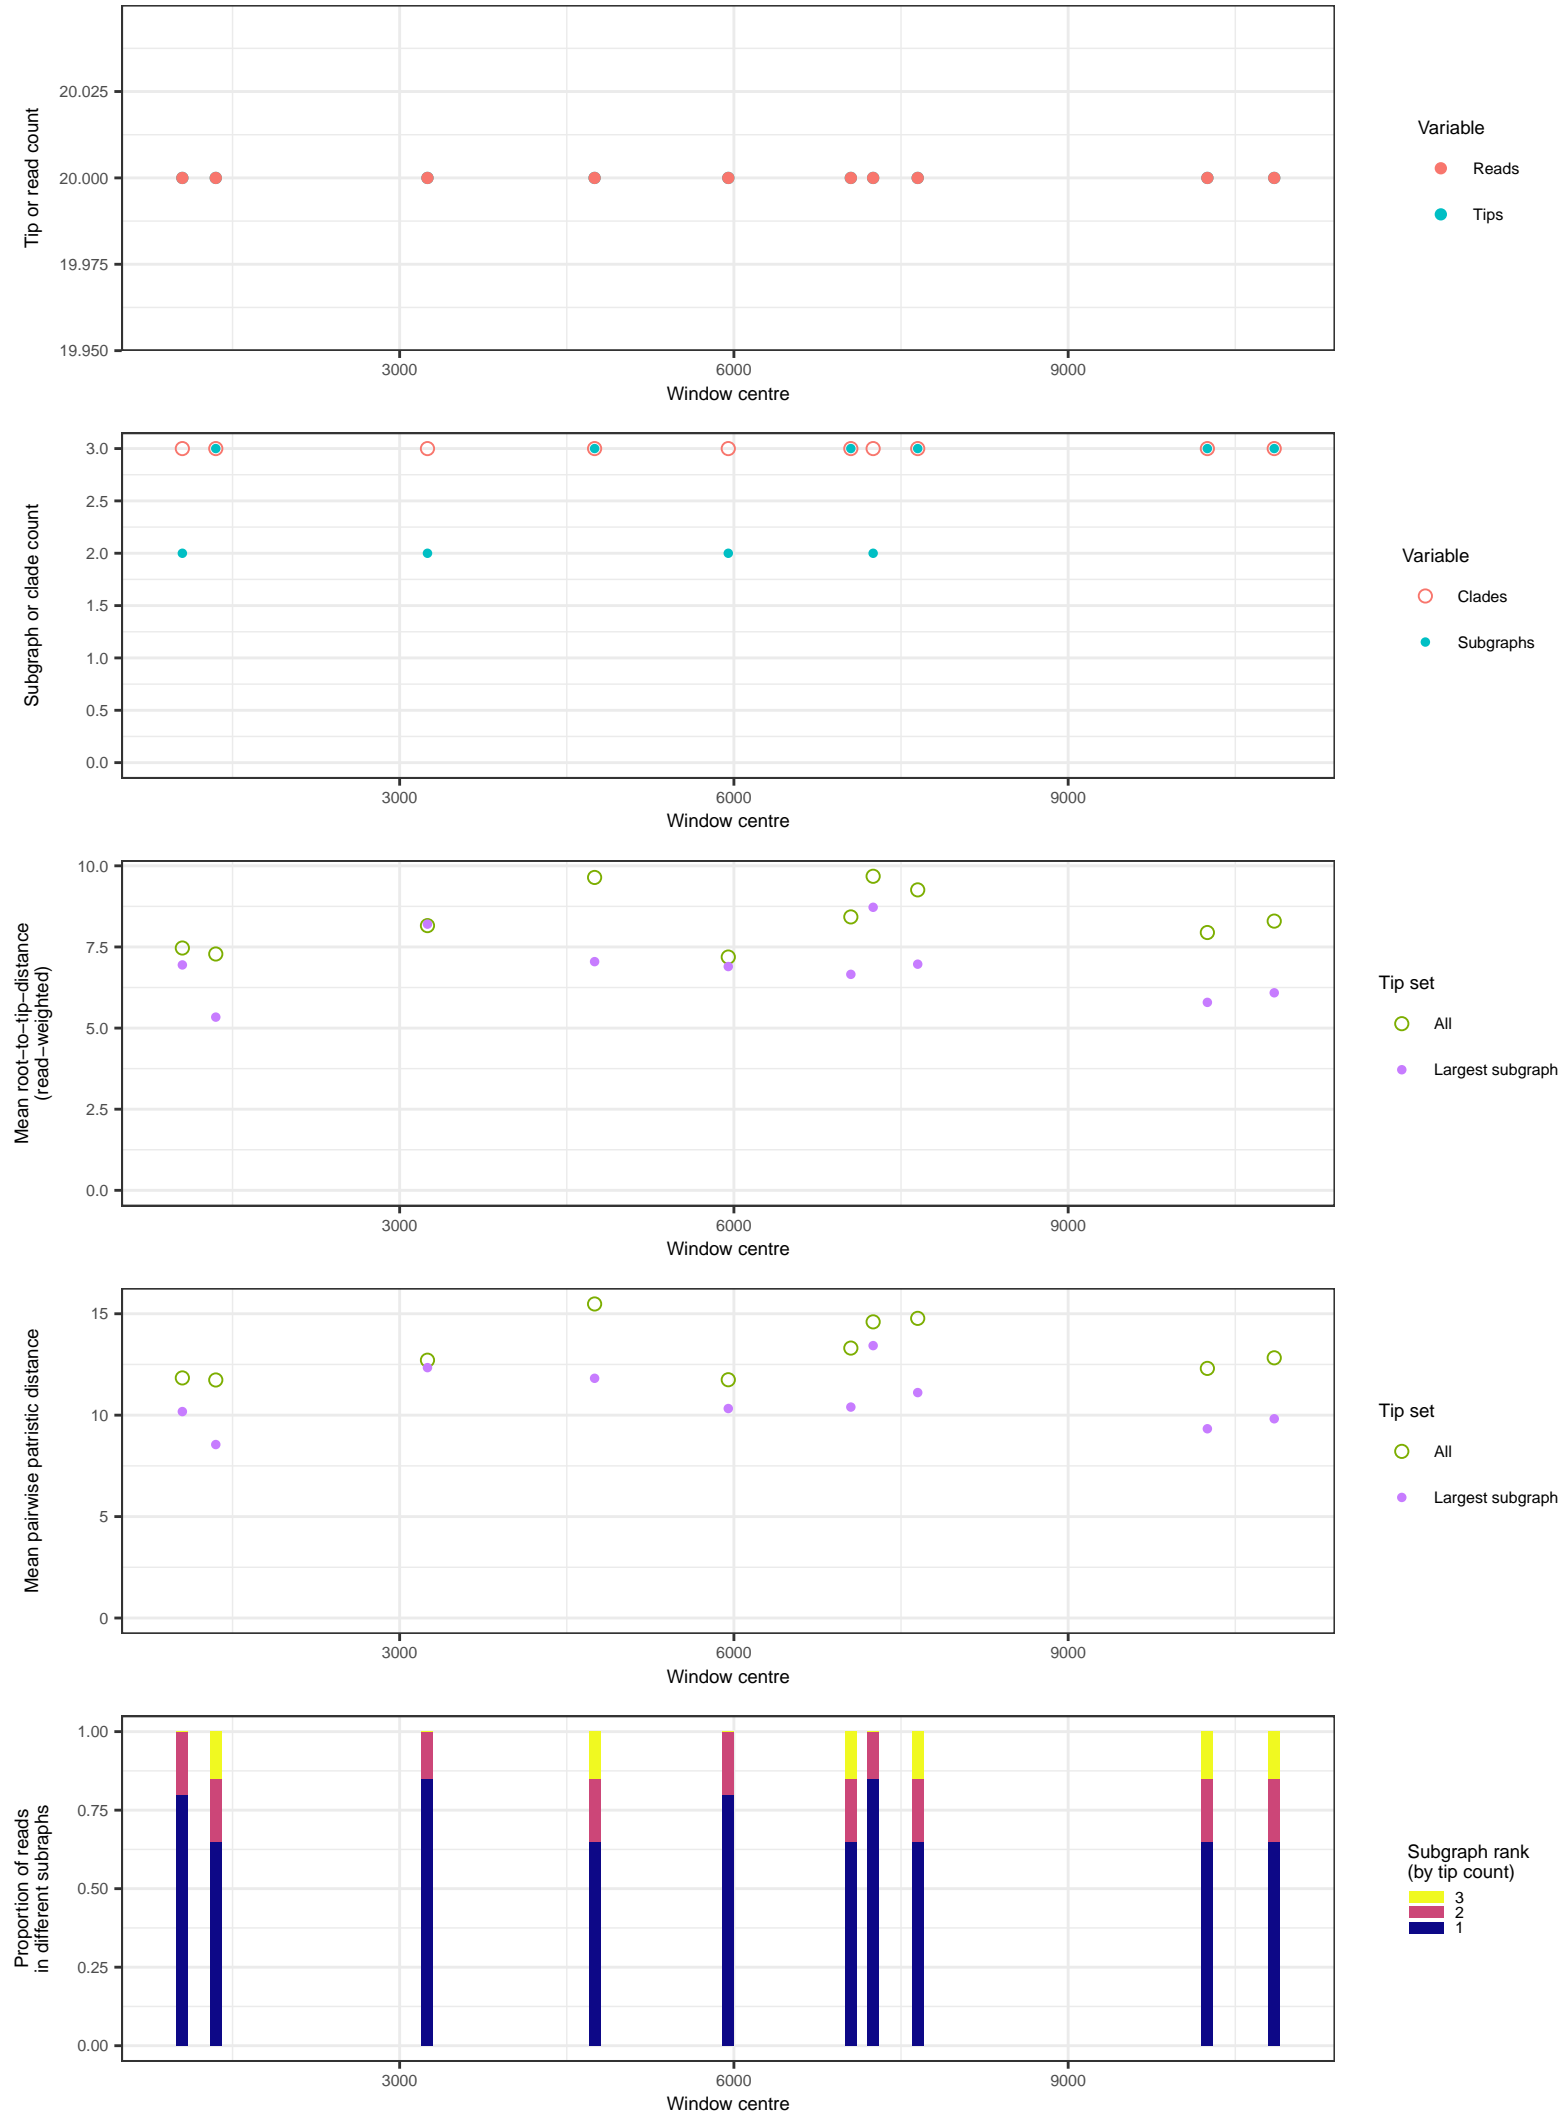 Tip or read count
20.025
20.000
19.975
19.950
3000
6000
9000
Window centre
Variable
Reads
Tips
Subgraph or clade count
3.0
2.5
2.0
1.5
1.0
0.5
0.0
3000
6000
9000
Window centre
Variable
Clades
Subgraphs
Mean root−to−tip−distance
(read−weighted)
10.0
7.5
5.0
2.5
0.0
3000
6000
9000
Window centre
Tip set
All
Largest subgraph
Mean pairwise patristic distance
15
10
5
0
3000
6000
9000
Window centre
Tip set
All
Largest subgraph
Proportion of reads
in different subraphs
1.00
0.75
0.50
0.25
0.00
3000
6000
9000
Window centre
Subgraph rank
(by tip count)
3
2
1